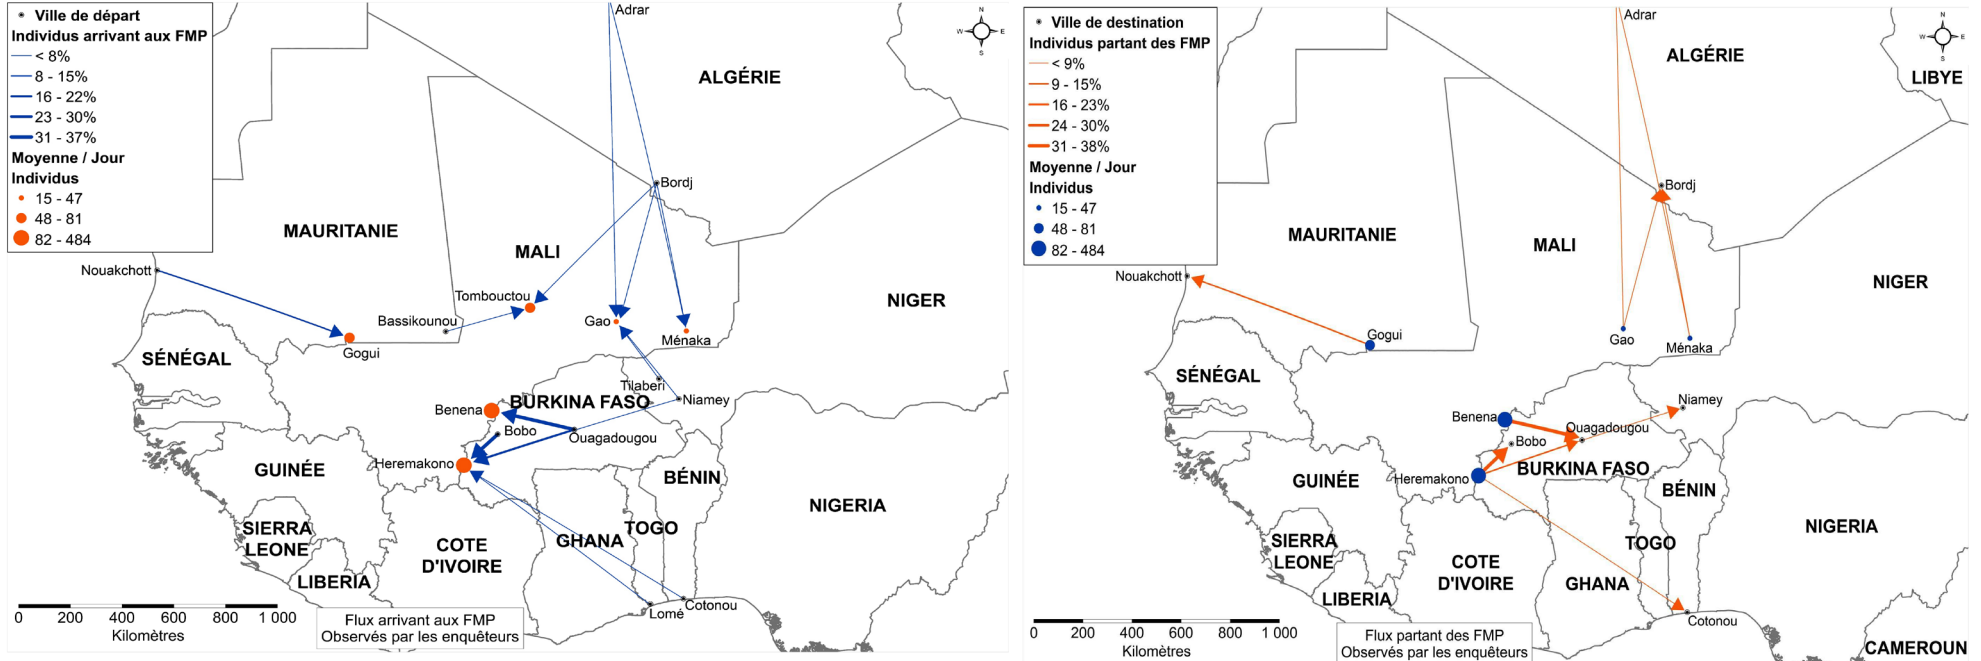 Ville de départ
Individus arrivant aux FMP
< 8%
8 - 15%
16 - 22%
23 - 30%
31 - 37%
Moyenne / Jour
Individus
15 - 47
48 - 81
82 - 484
Adrar
N
W E
S
ALGÉRIE
Bordj
MAURITANIE
MALI
Nouakchott
Tombouctou
Bassikounou
Gao
Ménaka
NIGER
Gogui
SÉNÉGAL
Tilaberi
BURKINA FASO
Niamey
Benena
Bobo
Ouagadougou
Heremakono
GUINÉE
BÉNIN
NIGERIA
SIERRA
LEONE
TOGO
GHANA
COTE
D'IVOIRE
LIBERIA
Lomé
Cotonou
0 200 400 600 800 1 000
Kilomètres
Flux arrivant aux FMP
Observés par les enquêteurs
Ville de destination
Individus partant des FMP
< 9%
9 - 15%
16 - 23%
24 - 30%
31 - 38%
Moyenne / Jour
Individus
15 - 47
48 - 81
82 - 484
Adrar
N
W E
S
ALGÉRIE
LIBYE
Bordj
MAURITANIE
MALI
Nouakchott
NIGER
Gogui
Gao
Ménaka
SÉNÉGAL
Niamey
Benena
Ouagadougou
Bobo
BURKINA FASO
Heremakono
GUINÉE
BÉNIN
NIGERIA
SIERRA
LEONE
TOGO
COTE
D'IVOIRE
GHANA
LIBERIA
Cotonou
0 200 400 600 800 1 000
Kilomètres
Flux partant des FMP
Observés par les enquêteurs
CAMEROUN